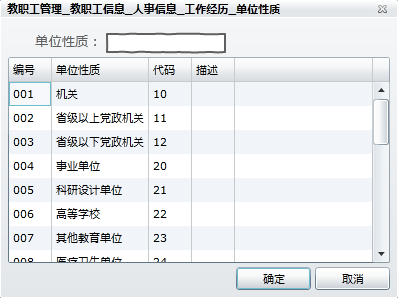 教职工管理_教职工信息_人事信息_工作经历_单位性质
单位性质：
编号 单位性质 代码 描述
001 机关 10
002 省级以上党政机关 11
003 省级以下党政机关 12
004 事业单位 20
005 科研设计单位 21
006 高等学校 22
007 其他教育单位 23
008 医疗卫生单位 24
确定 取消